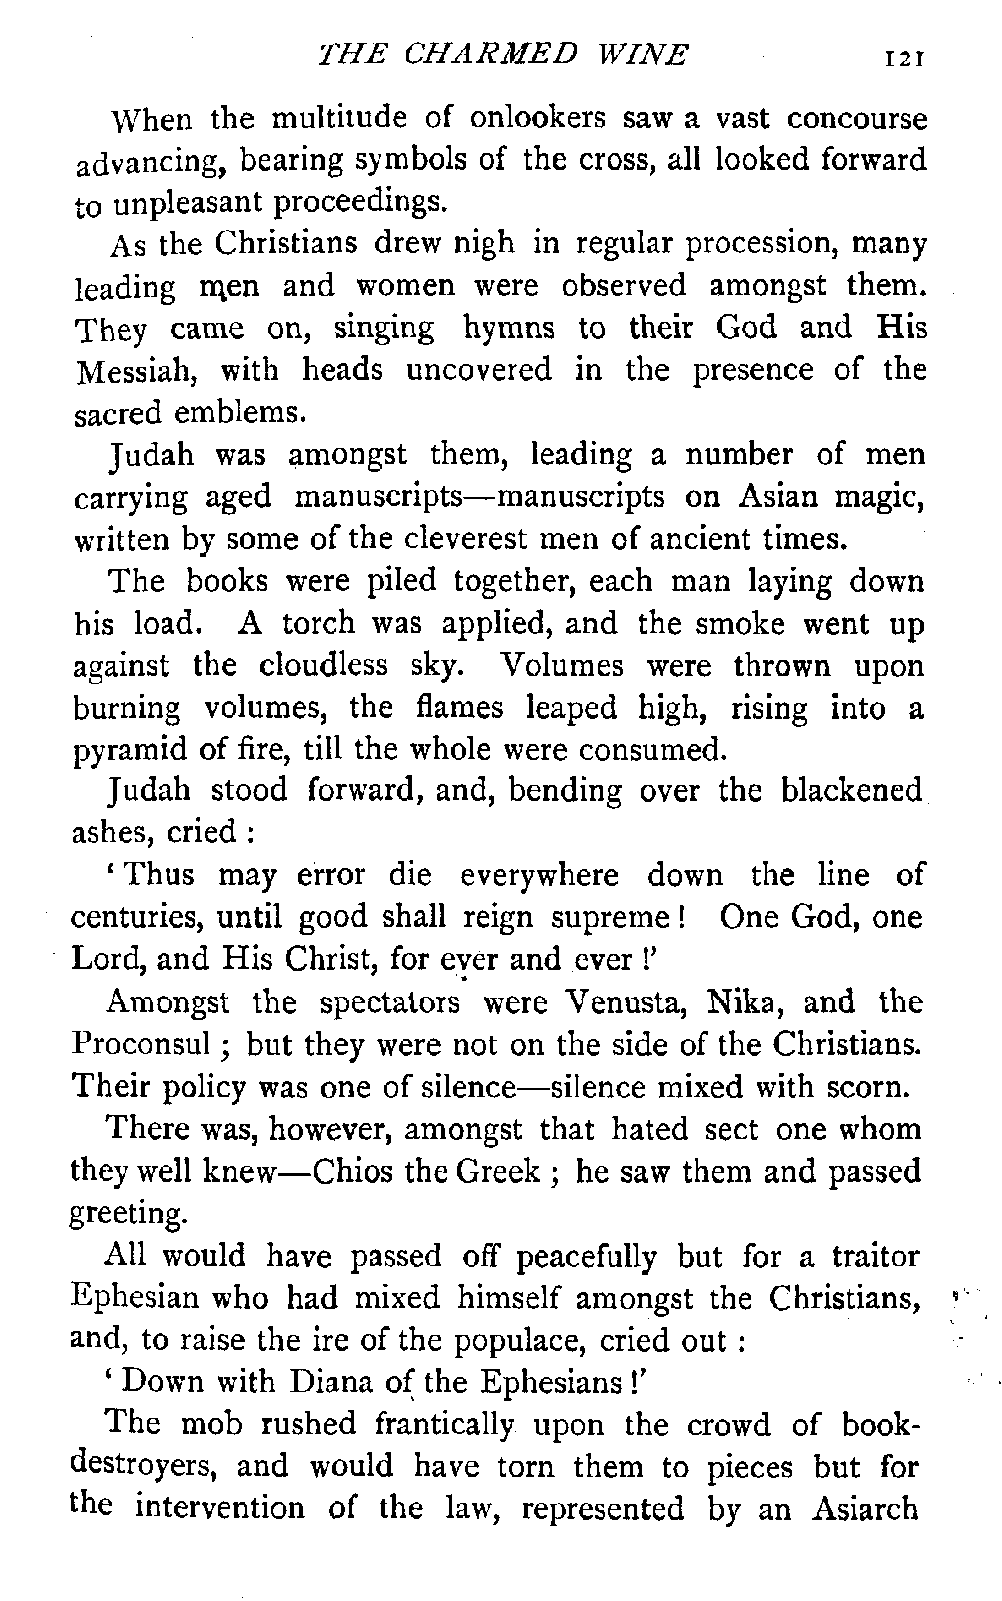 THE CHARMED WINE 121
When the multitude of onlookers saw a vast concourse
advancing, bearing symbols of the cross, all looked forward
to unpleasant proceedings.
As the Christians drew nigh in regular procession, many
leading men and women were observed amongst them.
They came on, singing hymns to their God and His
Messiah, with heads uncovered in the presence of the
sacred emblems.
Judah was amongst them, leading a number of men
carrying aged manuscripts—manuscripts on Asian magic,
written by some of the cleverest men of ancient times.
The books were piled together, each man laying down
his load. A torch was applied, and the smoke went up
against the cloudless sky. Volumes were thrown upon
burning volumes, the flames leaped high, rising into a
pyramid of fire, till the whole were consumed.
Judah stood forward, and, bending over the blackened
ashes, cried :
‘ Thus may error die everywhere down the line of
centuries, until good shall reign supreme ! One God, one
Lord, and His Christ, for ever and ever !’
Amongst the spectators were Venusta, Nika, and the
Proconsul ; but they were not on the side of the Christians.
Their policy was one of silence—silence mixed with scorn.
There was, however, amongst that hated sect one whom
they well knew—Chios the Greek ; he saw them and passed
greeting.
All would have passed off peacefully but for a traitor
Ephesian who had mixed himself amongst the Christians,
and, to raise the ire of the populace, cried out :
‘ Down with Diana of the Ephesians !’
The mob rushed frantically upon the crowd of book-
destroyers, and would have torn them to pieces but for
the intervention of the law, represented by an Asiarch